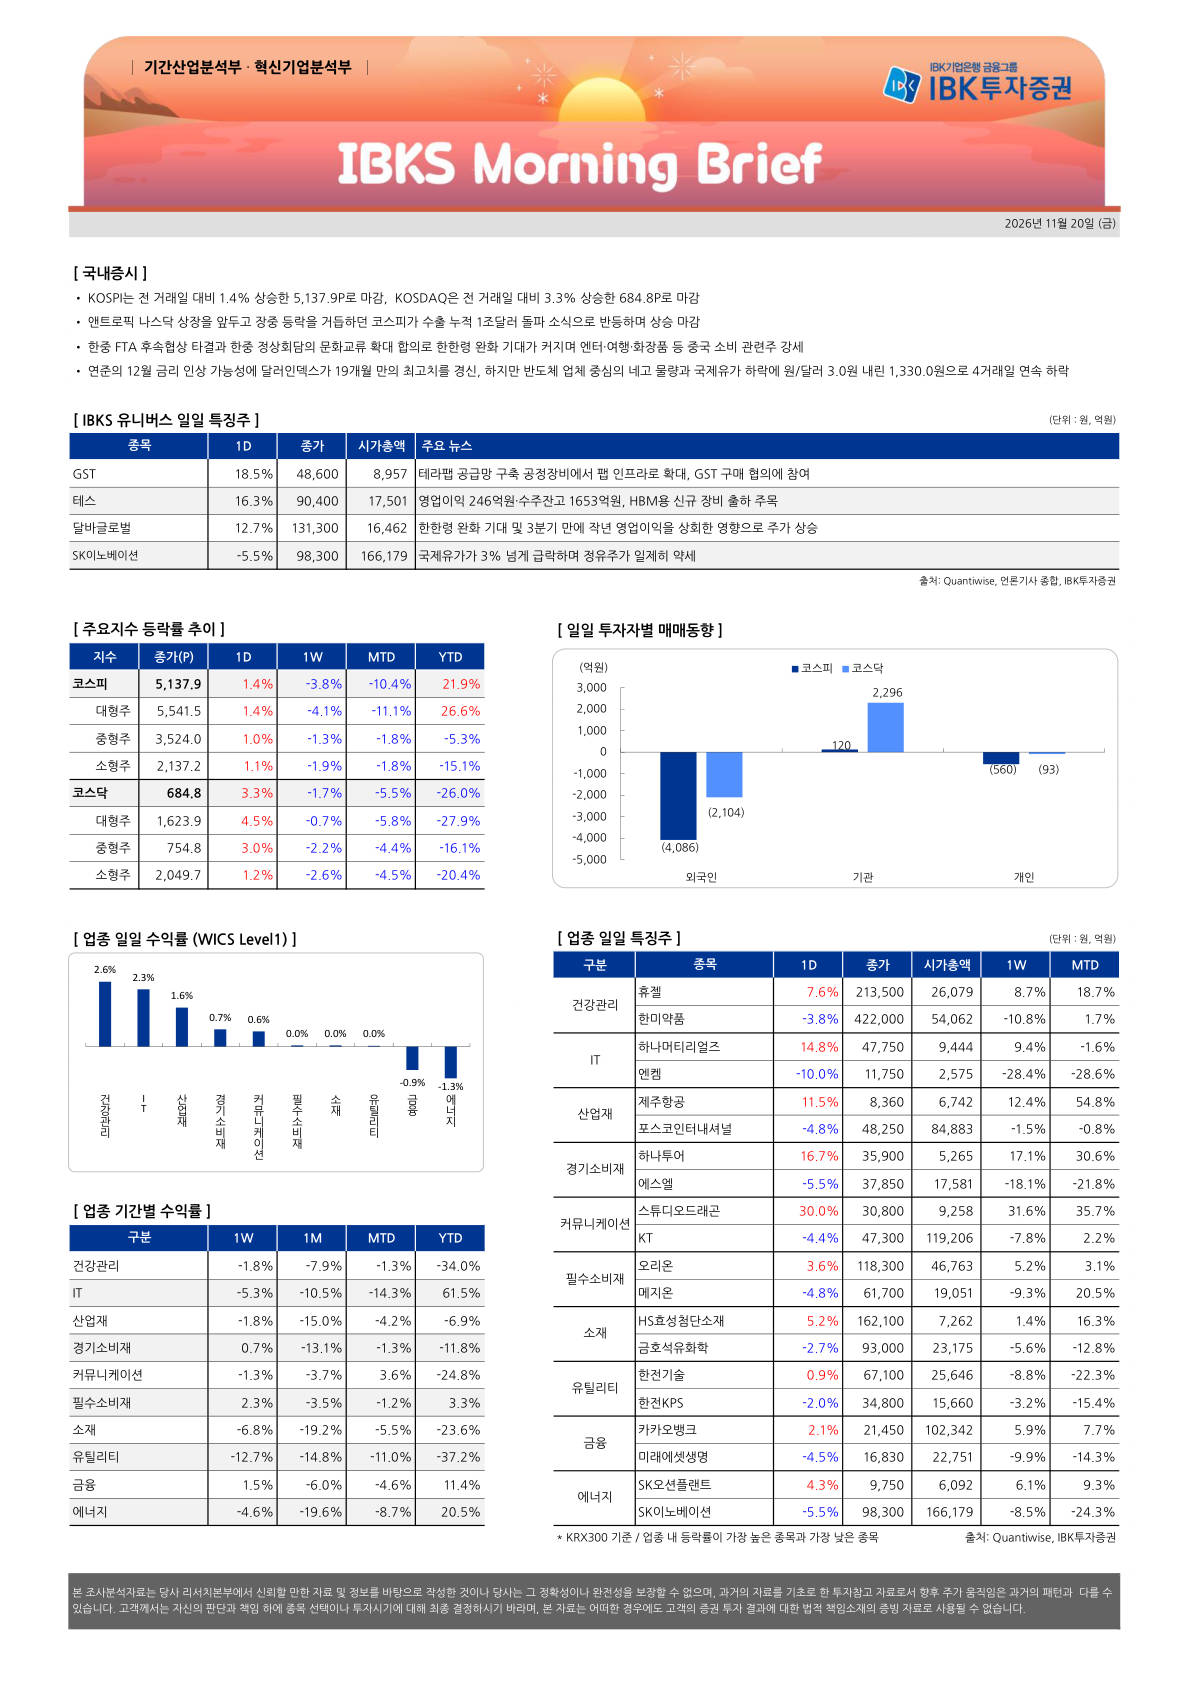 기간산업분석부 · 혁신기업분석부
IBK기업은행 금융그룹
IBK투자증권
IBKS Morning Brief
2026년 11월 20일 (금)
[ 국내증시 ]
• KOSPI는 전 거래일 대비 1.4% 상승한 5,137.9P로 마감, KOSDAQ은 전 거래일 대비 3.3% 상승한 684.8P로 마감
• 앤트로픽 나스닥 상장을 앞두고 장중 등락을 거듭하던 코스피가 수출 누적 1조달러 돌파 소식으로 반등하며 상승 마감
• 한중 FTA 후속협상 타결과 한중 정상회담의 문화교류 확대 합의로 한한령 완화 기대가 커지며 엔터·여행·화장품 등 중국 소비 관련주 강세
• 연준의 12월 금리 인상 가능성에 달러인덱스가 19개월 만의 최고치를 경신, 하지만 반도체 업체 중심의 네고 물량과 국제유가 하락에 원/달러 3.0원 내린 1,330.0원으로 4거래일 연속 하락
[ IBKS 유니버스 일일 특징주 ]
(단위 : 원, 억원)
종목 1D 종가 시가총액 주요 뉴스
GST 18.5% 48,600 8,957 테라팹 공급망 구축 공정장비에서 팹 인프라로 확대, GST 구매 협의에 참여
테스 16.3% 90,400 17,501 영업이익 246억원·수주잔고 1653억원, HBM용 신규 장비 출하 주목
달바글로벌 12.7% 131,300 16,462 한한령 완화 기대 및 3분기 만에 작년 영업이익을 상회한 영향으로 주가 상승
SK이노베이션 -5.5% 98,300 166,179 국제유가가 3% 넘게 급락하며 정유주가 일제히 약세
출처: Quantiwise, 언론기사 종합, IBK투자증권
[ 주요지수 등락률 추이 ]
지수 종가(P) 1D 1W MTD YTD
코스피 5,137.9 1.4% -3.8% -10.4% 21.9%
대형주 5,541.5 1.4% -4.1% -11.1% 26.6%
중형주 3,524.0 1.0% -1.3% -1.8% -5.3%
소형주 2,137.2 1.1% -1.9% -1.8% -15.1%
코스닥 684.8 3.3% -1.7% -5.5% -26.0%
대형주 1,623.9 4.5% -0.7% -5.8% -27.9%
중형주 754.8 3.0% -2.2% -4.4% -16.1%
소형주 2,049.7 1.2% -2.6% -4.5% -20.4%
[ 일일 투자자별 매매동향 ]
(억원)
코스피 코스닥
3,000
2,000
1,000
0
-1,000
-2,000
-3,000
-4,000
-5,000
(4,086) (2,104) 120 2,296 (560) (93)
외국인 기관 개인
[ 업종 일일 수익률 (WICS Level1) ]
2.6% 2.3% 1.6% 0.7% 0.6% 0.0% 0.0% 0.0% -0.9% -1.3%
건강관리 IT 산업재 경기소비재 커뮤니케이션 필수소비재 소재 유틸리티 금융 에너지
[ 업종 기간별 수익률 ]
구분 1W 1M MTD YTD
건강관리 -1.8% -7.9% -1.3% -34.0%
IT -5.3% -10.5% -14.3% 61.5%
산업재 -1.8% -15.0% -4.2% -6.9%
경기소비재 0.7% -13.1% -1.3% -11.8%
커뮤니케이션 -1.3% -3.7% 3.6% -24.8%
필수소비재 2.3% -3.5% -1.2% 3.3%
소재 -6.8% -19.2% -5.5% -23.6%
유틸리티 -12.7% -14.8% -11.0% -37.2%
금융 1.5% -6.0% -4.6% 11.4%
에너지 -4.6% -19.6% -8.7% 20.5%
[ 업종 일일 특징주 ]
(단위 : 원, 억원)
구분 종목 1D 종가 시가총액 1W MTD
건강관리 휴젤 7.6% 213,500 26,079 8.7% 18.7%
한미약품 -3.8% 422,000 54,062 -10.8% 1.7%
IT 하나머티리얼즈 14.8% 47,750 9,444 9.4% -1.6%
엔켐 -10.0% 11,750 2,575 -28.4% -28.6%
산업재 제주항공 11.5% 8,360 6,742 12.4% 54.8%
포스코인터내셔널 -4.8% 48,250 84,883 -1.5% -0.8%
경기소비재 하나투어 16.7% 35,900 5,265 17.1% 30.6%
에스엘 -5.5% 37,850 17,581 -18.1% -21.8%
커뮤니케이션 스튜디오드래곤 30.0% 30,800 9,258 31.6% 35.7%
KT -4.4% 47,300 119,206 -7.8% 2.2%
필수소비재 오리온 3.6% 118,300 46,763 5.2% 3.1%
메지온 -4.8% 61,700 19,051 -9.3% 20.5%
소재 HS효성첨단소재 5.2% 162,100 7,262 1.4% 16.3%
금호석유화학 -2.7% 93,000 23,175 -5.6% -12.8%
유틸리티 한전기술 0.9% 67,100 25,646 -8.8% -22.3%
한전KPS -2.0% 34,800 15,660 -3.2% -15.4%
금융 카카오뱅크 2.1% 21,450 102,342 5.9% 7.7%
미래에셋생명 -4.5% 16,830 22,751 -9.9% -14.3%
에너지 SK오션플랜트 4.3% 9,750 6,092 6.1% 9.3%
SK이노베이션 -5.5% 98,300 166,179 -8.5% -24.3%
* KRX300 기준 / 업종 내 등락률이 가장 높은 종목과 가장 낮은 종목
출처: Quantiwise, IBK투자증권
본 조사분석자료는 당사 리서치본부에서 신뢰할 만한 자료 및 정보를 바탕으로 작성한 것이나 당사는 그 정확성이나 완전성을 보장할 수 없으며, 과거의 자료를 기초로 한 투자참고 자료로서 향후 주가 움직임은 과거의 패턴과 다를 수
있습니다. 고객께서는 자신의 판단과 책임 하에 종목 선택이나 투자시기에 대해 최종 결정하시기 바라며, 본 자료는 어떠한 경우에도 고객의 증권 투자 결과에 대한 법적 책임소재의 증빙 자료로 사용될 수 없습니다.